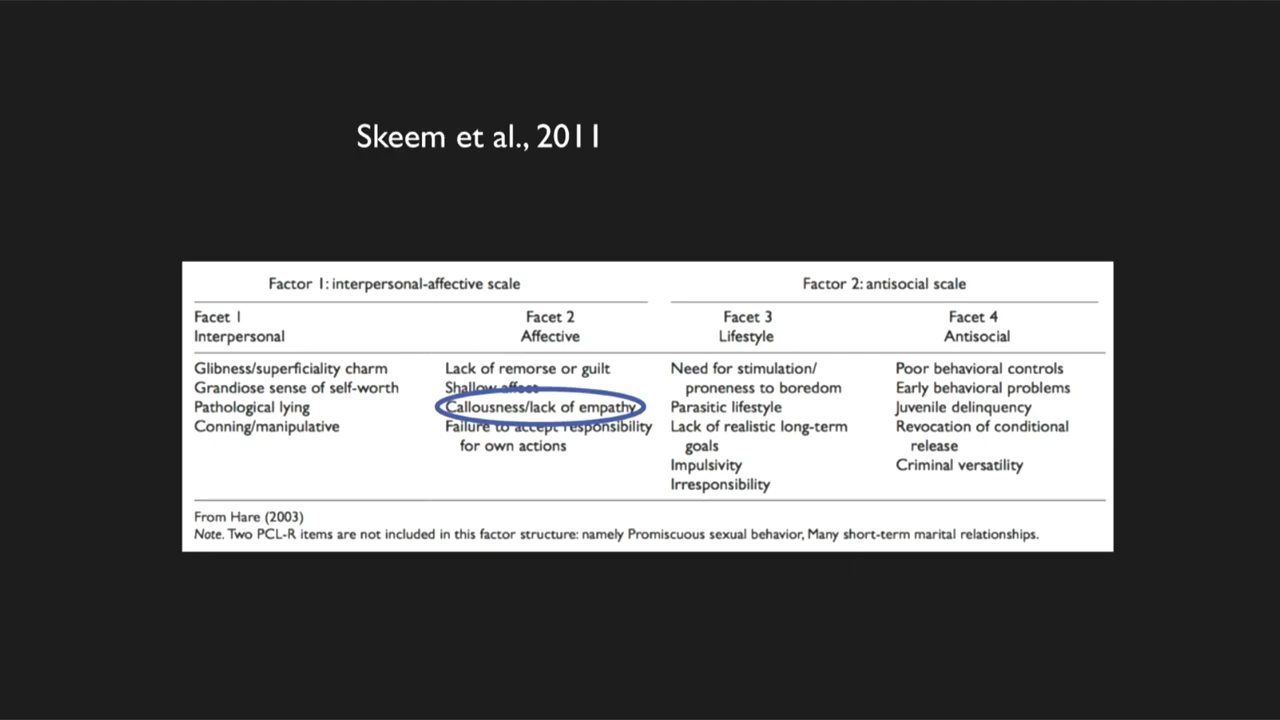 Skeem et al., 2011
Factor 1: interpersonal-affective scale
Factor 2: antisocial scale
Facet 1
Interpersonal
Facet 2
Affective
Facet 3
Lifestyle
Facet 4
Antisocial
Glibness/superficiality charm
Grandiose sense of self-worth
Pathological lying
Conning/manipulative
Lack of remorse or guilt
Shallow affect
Callousness/lack of empathy
Failure to accept responsibility
for own actions
Need for stimulation/
proneness to boredom
Parasitic lifestyle
Lack of realistic long-term
goals
Impulsivity
Irresponsibility
Poor behavioral controls
Early behavioral problems
Juvenile delinquency
Revocation of conditional
release
Criminal versatility
From Hare (2003)
Note. Two PCL-R items are not included in this factor structure: namely Promiscuous sexual behavior, Many short-term marital relationships.